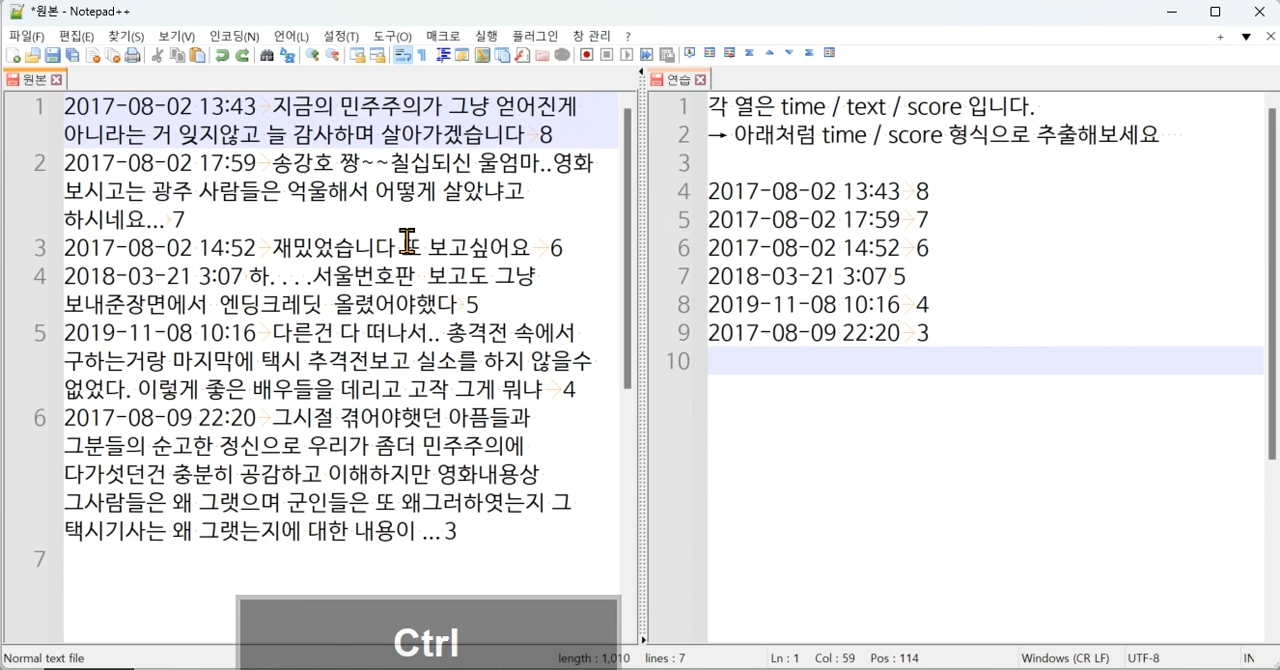 *원본 - Notepad++
파일(F) 편집(E) 찾기(S) 보기(V) 인코딩(N) 언어(L) 설정(T) 도구(O) 매크로 실행 플러그인 창 관리 ?
원본
1 2017-08-02 13:43→지금의 민주주의가 그냥 얻어진게
아니라는 거 잊지않고 늘 감사하며 살아가겠습니다→8
2 2017-08-02 17:59→송강호 짱~~칠십되신 울엄마..영화
보시고는 광주 사람들은 억울해서 어떻게 살았냐고
하시네요...→7
3 2017-08-02 14:52→재밌었습니다 또 보고싶어요→6
4 2018-03-21 3:07 하. . . .서울번호판 보고도 그냥
보내준장면에서 엔딩크레딧 올렸어야했다 5
5 2019-11-08 10:16→다른건 다 떠나서.. 총격전 속에서
구하는거랑 마지막에 택시 추격전보고 실소를 하지 않을수
없었다. 이렇게 좋은 배우들을 데리고 고작 그게 뭐냐→4
6 2017-08-09 22:20→그시절 겪어야했던 아픔들과
그분들의 순고한 정신으로 우리가 좀더 민주주의에
다가섯던건 충분히 공감하고 이해하지만 영화내용상
그사람들은 왜 그랫으며 군인들은 또 왜그러하엿는지 그
택시기사는 왜 그랫는지에 대한 내용이 ... 3
7
연습
1 각 열은 time / text / score 입니다.
2 → 아래처럼 time / score 형식으로 추출해보세요
3
4 2017-08-02 13:43→8
5 2017-08-02 17:59→7
6 2017-08-02 14:52→6
7 2018-03-21 3:07 5
8 2019-11-08 10:16→4
9 2017-08-09 22:20→3
10
Ctrl
Normal text file length : 1,010 lines : 7 Ln : 1 Col : 59 Pos : 114 Windows (CR LF) UTF-8 IN